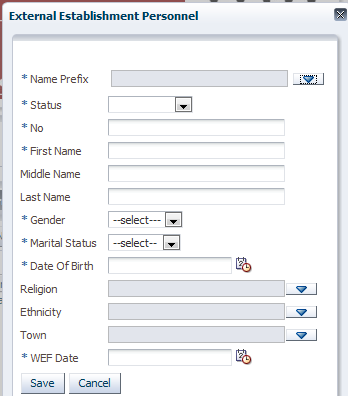 External Establishment Personnel
* Name Prefix
* Status
* No
* First Name
Middle Name
Last Name
* Gender --select---
* Marital Status --select--
* Date Of Birth
Religion
Ethnicity
Town
* WEF Date
Save Cancel